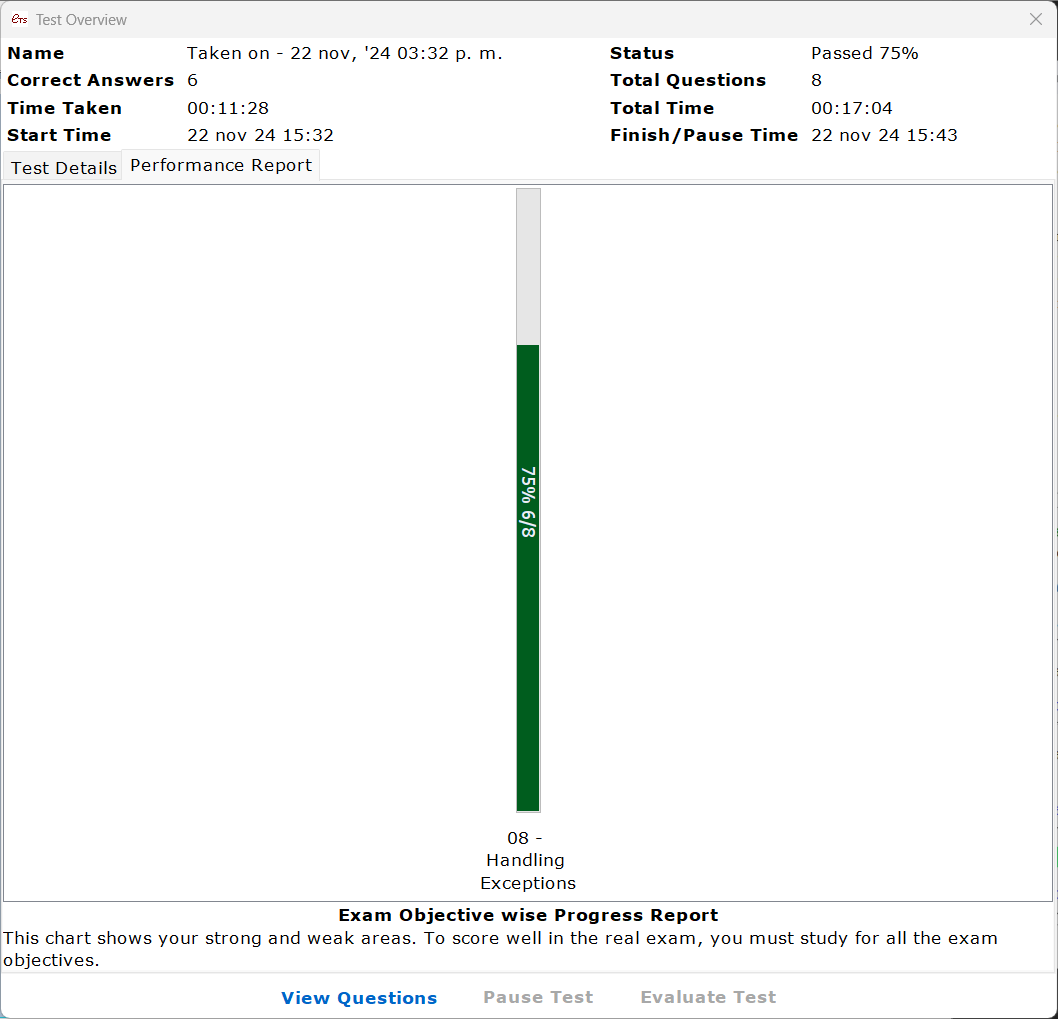 ETS Test Overview
Name Taken on - 22 nov, '24 03:32 p. m. Status Passed 75%
Correct Answers 6 Total Questions 8
Time Taken 00:11:28 Total Time 00:17:04
Start Time 22 nov 24 15:32 Finish/Pause Time 22 nov 24 15:43
Test Details Performance Report
75% 6/8
08 -
Handling
Exceptions
Exam Objective wise Progress Report
This chart shows your strong and weak areas. To score well in the real exam, you must study for all the exam
objectives.
View Questions Pause Test Evaluate Test